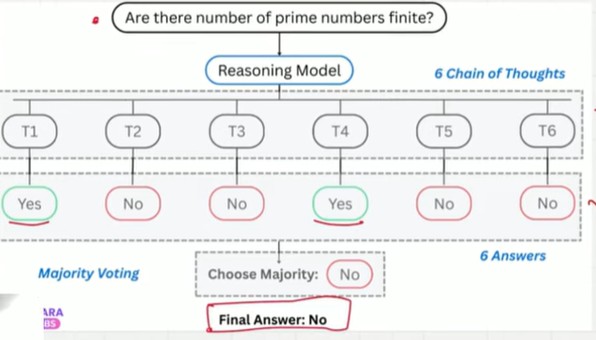 Are there number of prime numbers finite?
Reasoning Model
6 Chain of Thoughts
T1 T2 T3 T4 T5 T6
Yes No No Yes No No
6 Answers
Majority Voting
Choose Majority: No
Final Answer: No
ARA
BS